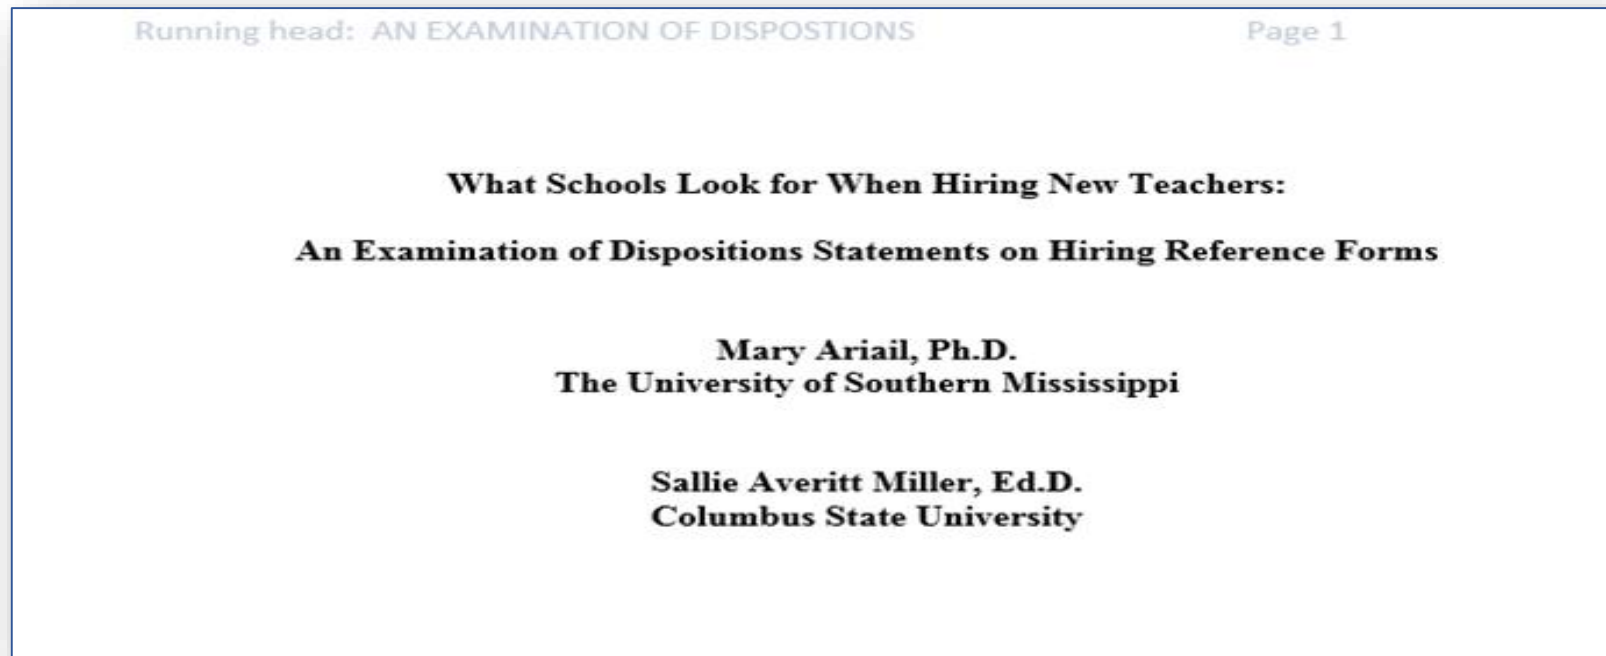 Running head: AN EXAMINATION OF DISPOSTIONS Page 1
What Schools Look for When Hiring New Teachers:
An Examination of Dispositions Statements on Hiring Reference Forms
Mary Ariail, Ph.D.
The University of Southern Mississippi
Sallie Averitt Miller, Ed.D.
Columbus State University